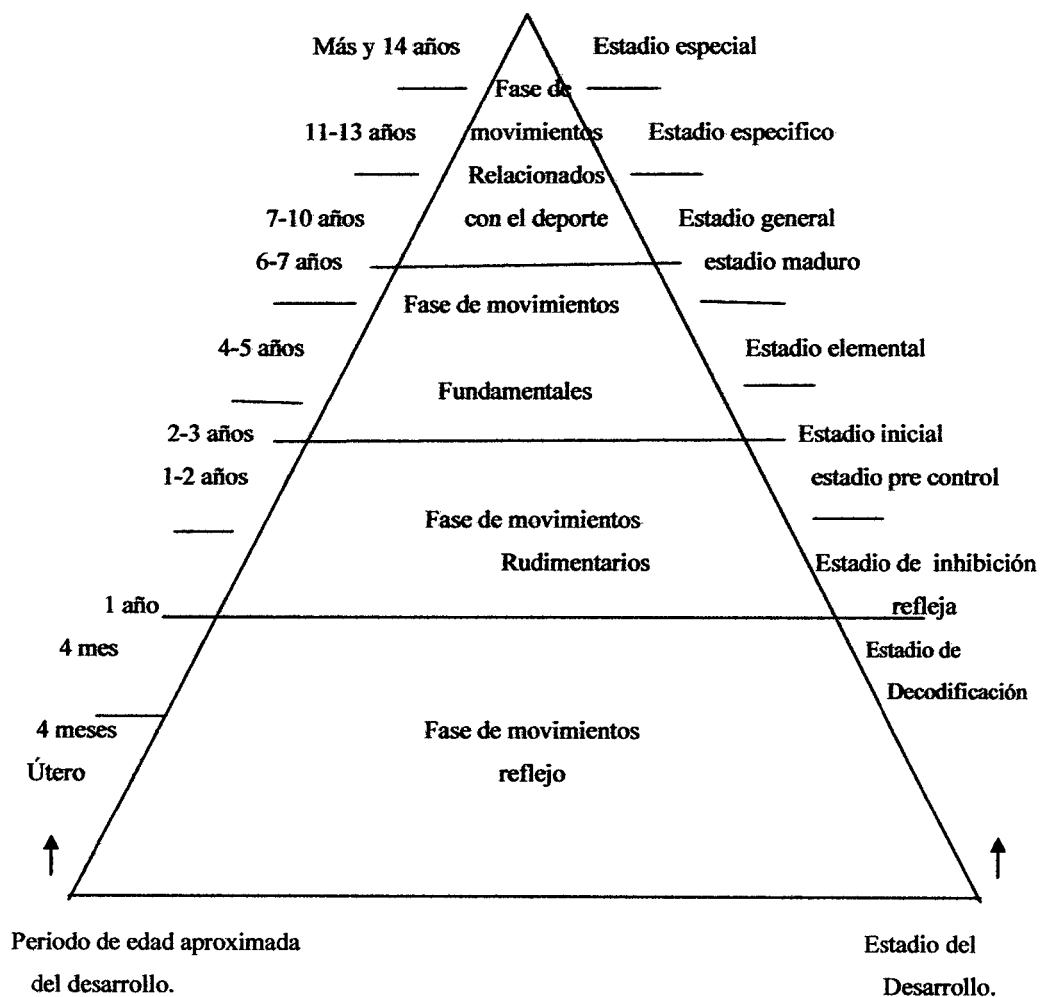 Más y 14 años Estadio especial
Fase de
11-13 años movimientos Estadio especifico
Relacionados
7-10 años con el deporte Estadio general
6-7 años estadio maduro
Fase de movimientos
4-5 años Estadio elemental
Fundamentales
2-3 años Estadio inicial
1-2 años estadio pre control
Fase de movimientos
Rudimentarios Estadio de inhibición
1 año refleja
4 mes Estadio de
Decodificación
4 meses Fase de movimientos
Útero reflejo
Periodo de edad aproximada Estadio del
del desarrollo. Desarrollo.